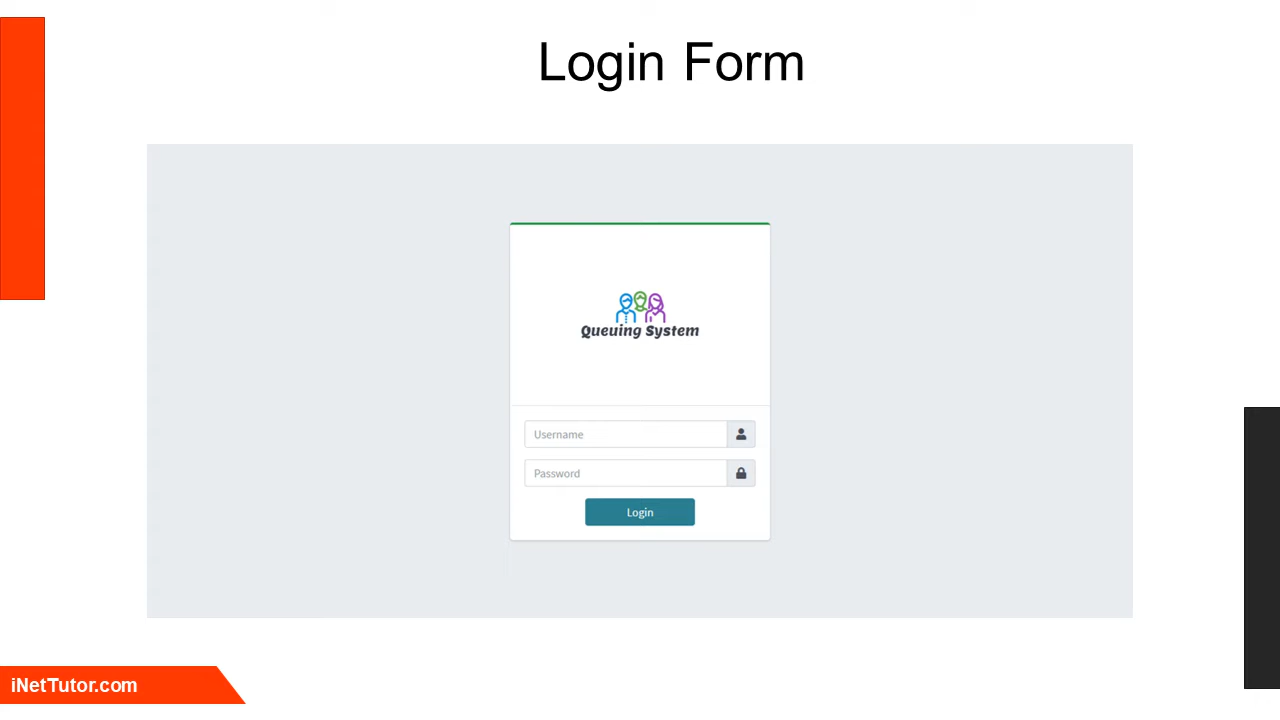 Login Form
Queuing System
Username
Password
Login
iNetTutor.com